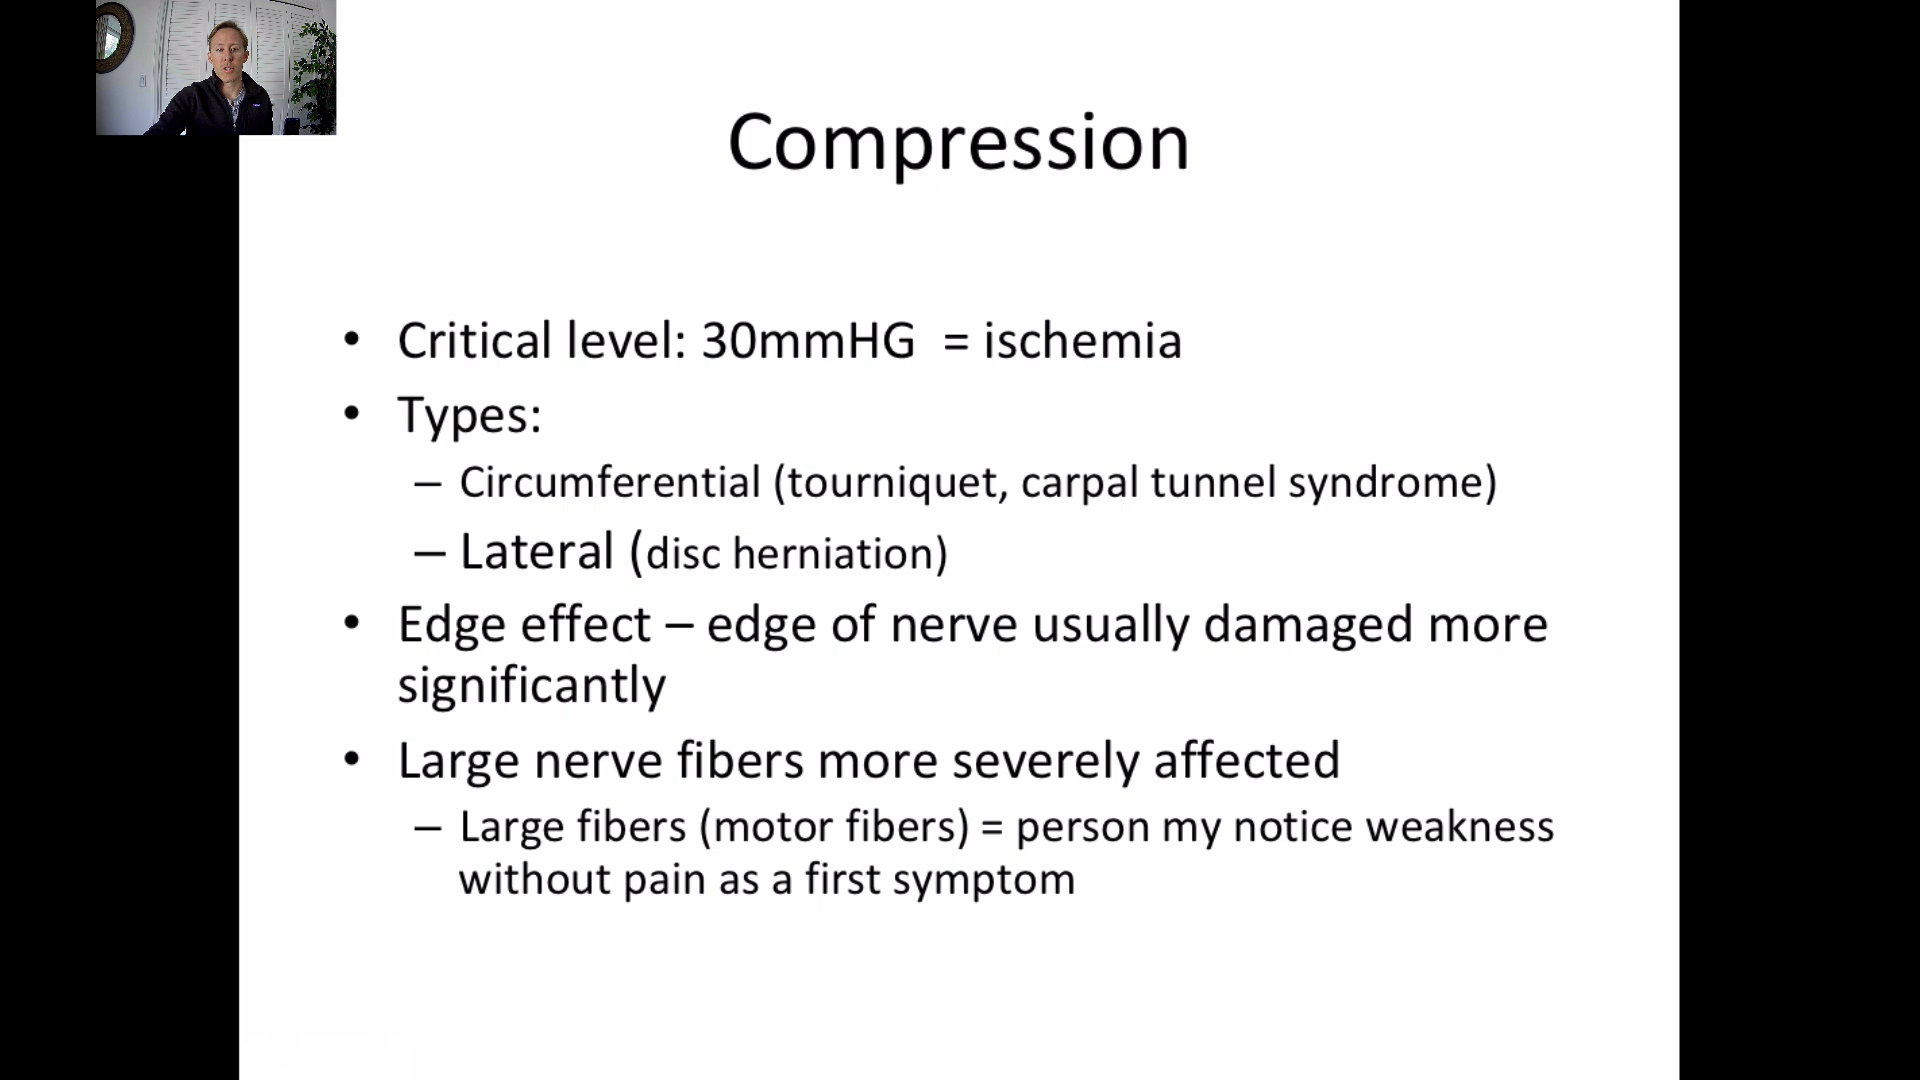 Compression
• Critical level: 30mmHG = ischemia
• Types:
– Circumferential (tourniquet, carpal tunnel syndrome)
– Lateral (disc herniation)
• Edge effect – edge of nerve usually damaged more
significantly
• Large nerve fibers more severely affected
– Large fibers (motor fibers) = person my notice weakness
without pain as a first symptom